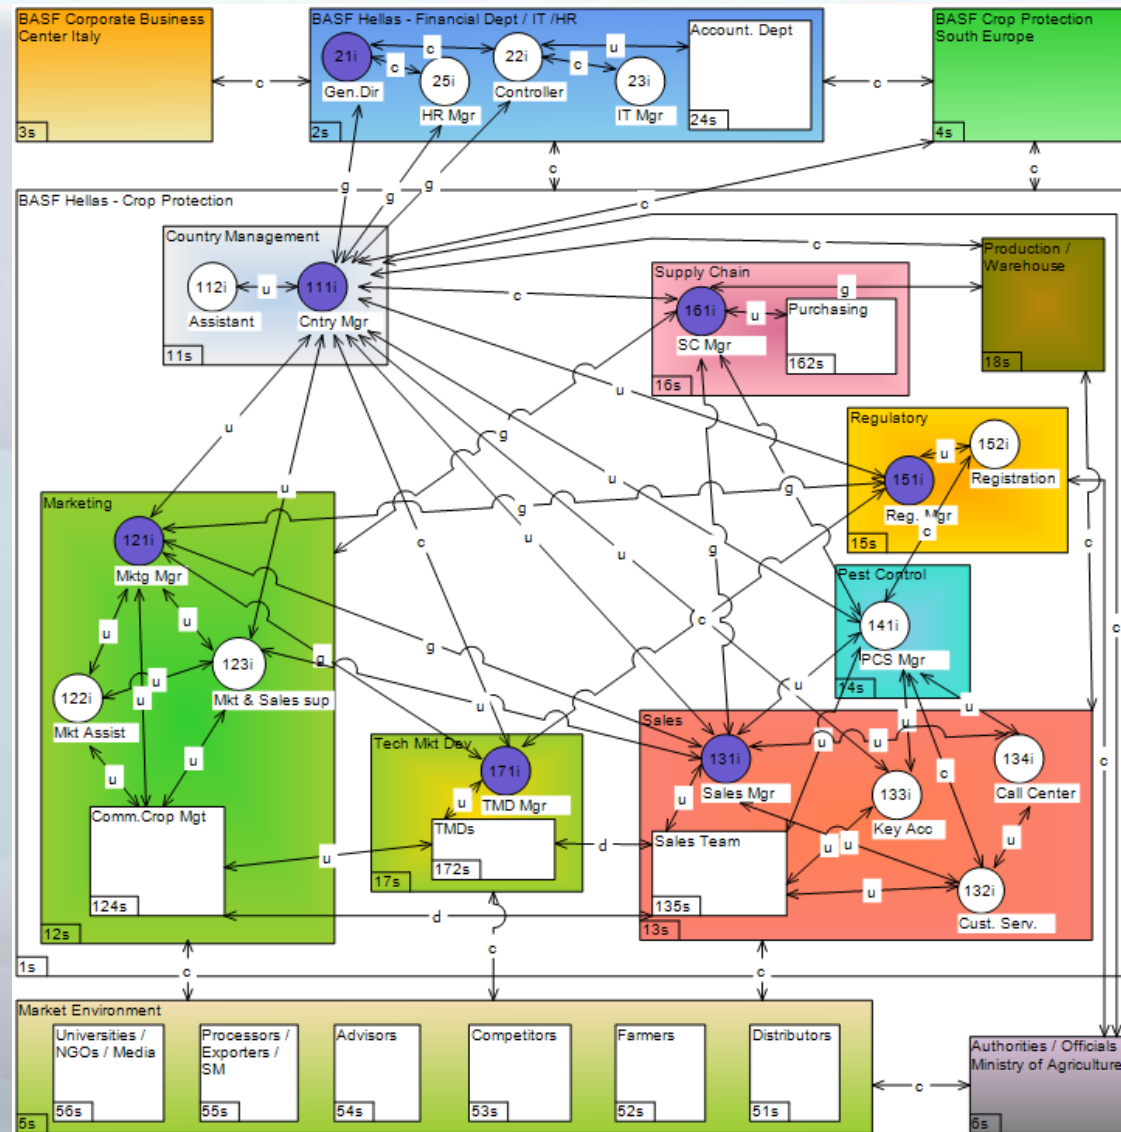 BASF Corporate Business
Center Italy
3s
c
BASF Hellas - Financial Dept / IT /HR
21i
Gen.Dir
c
c
25i
HR Mgr
22i
Controller
c
u
23i
IT Mgr
Account. Dept
24s
2s
c
BASF Crop Protection
South Europe
4s
c
c
g
g
g
c
c
BASF Hellas - Crop Protection
Country Management
112i
Assistant
u
111i
Cntry Mgr
11s
c
c
Supply Chain
161i
SC Mgr
u
g
Purchasing
162s
16s
Production /
Warehouse
18s
u
u
u
g
u
g
g
u
c
u
g
c
Regulatory
151i
Reg. Mgr
u
152i
Registration
c
15s
Marketing
121i
Mktg Mgr
u
u
u
u
123i
Mkt & Sales sup
122i
Mkt Assist
u
u
Comm.Crop Mgt
124s
12s
g
g
u
Pest Control
141i
PCS Mgr
14s
u
u
u
u
c
u
Tech Mkt Dev
171i
TMD Mgr
u
TMDs
172s
17s
u
d
d
Sales
131i
Sales Mgr
u
133i
Key Acc
134i
Call Center
u
u
u
u
Sales Team
135s
132i
Cust. Serv.
13s
1s
c
c
c
c
c
Market Environment
Universities /
NGOs / Media
56s
Processors /
Exporters /
SM
55s
Advisors
54s
Competitors
53s
Farmers
52s
Distributors
51s
5s
c
Authorities / Officials
Ministry of Agriculture
6s